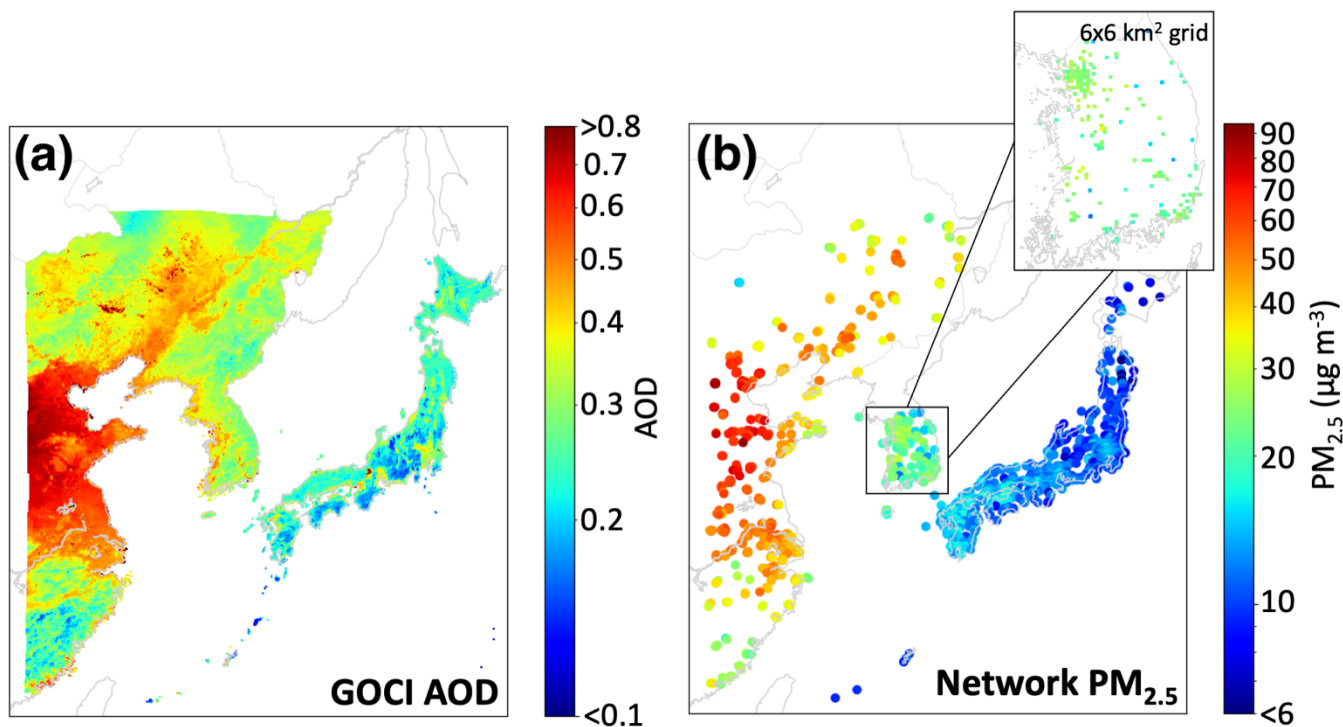 (a)
GOCI AOD
>0.8
0.7
0.6
0.5
0.4
0.3
0.2
<0.1
AOD
(b)
6x6 km² grid
Network PM₂.₅
90
80
70
60
50
40
30
20
10
<6
PM₂.₅ (µg m⁻³)